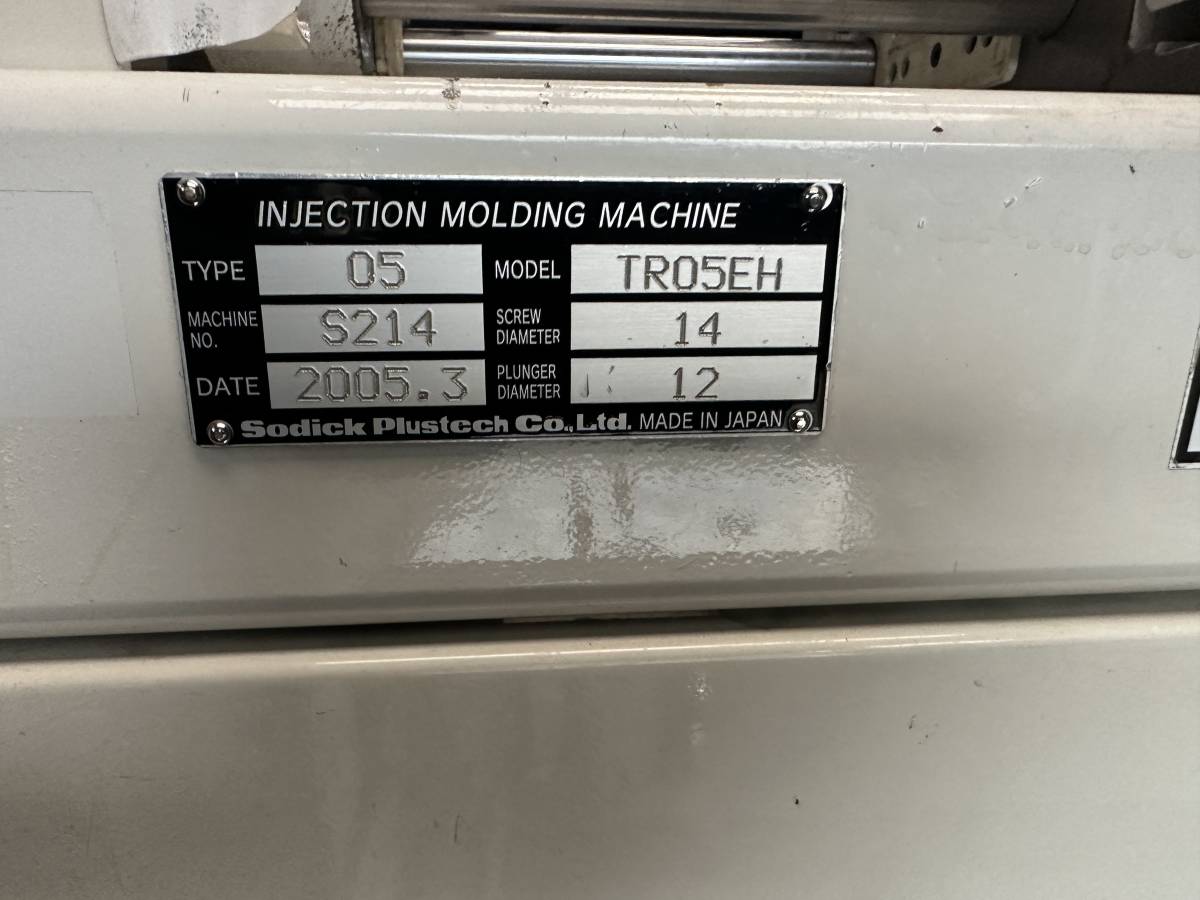 INJECTION MOLDING MACHINE
TYPE 05 MODEL TR05EH
MACHINE NO. S214 SCREW DIAMETER 14
DATE 2005.3 PLUNGER DIAMETER 12
Sodick Plustech Co.,Ltd. MADE IN JAPAN